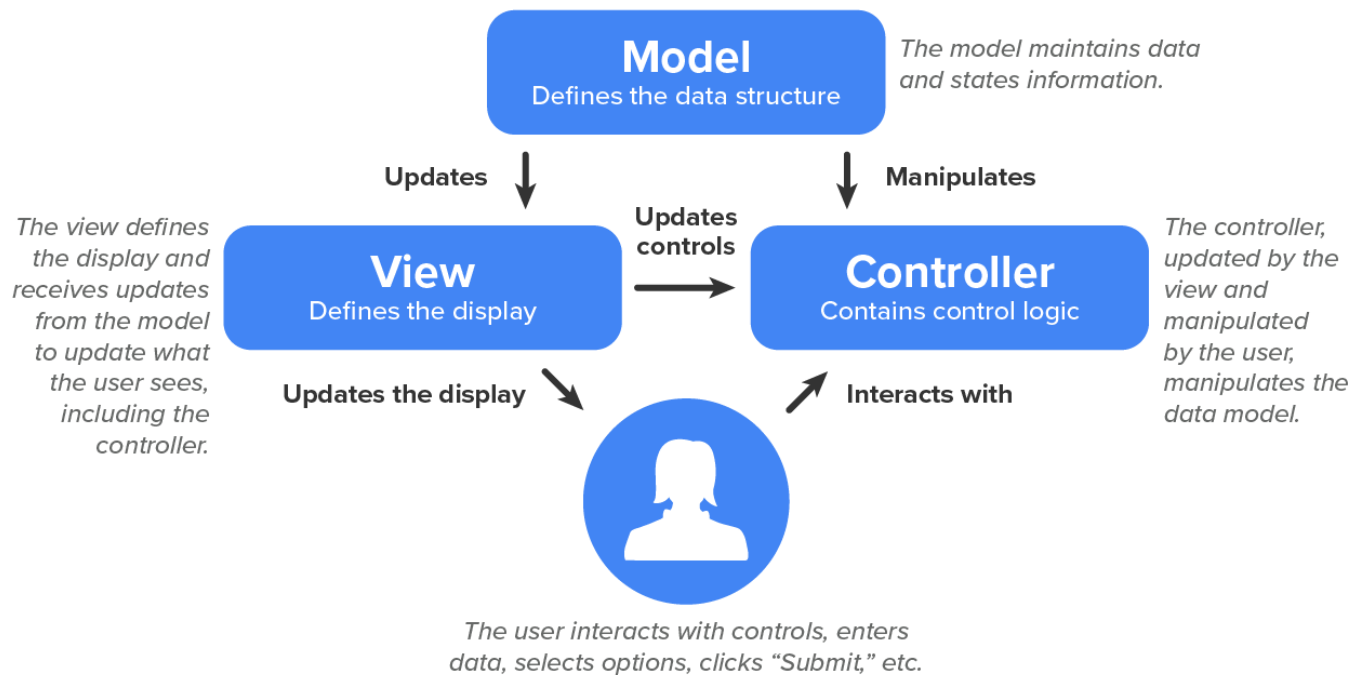 Model
Defines the data structure
The model maintains data
and states information.
Updates
Manipulates
The view defines
the display and
receives updates
from the model
to update what
the user sees,
including the
controller.
View
Defines the display
Updates
controls
Controller
Contains control logic
The controller,
updated by the
view and
manipulated
by the user,
manipulates the
data model.
Updates the display
Interacts with
The user interacts with controls, enters
data, selects options, clicks “Submit,” etc.